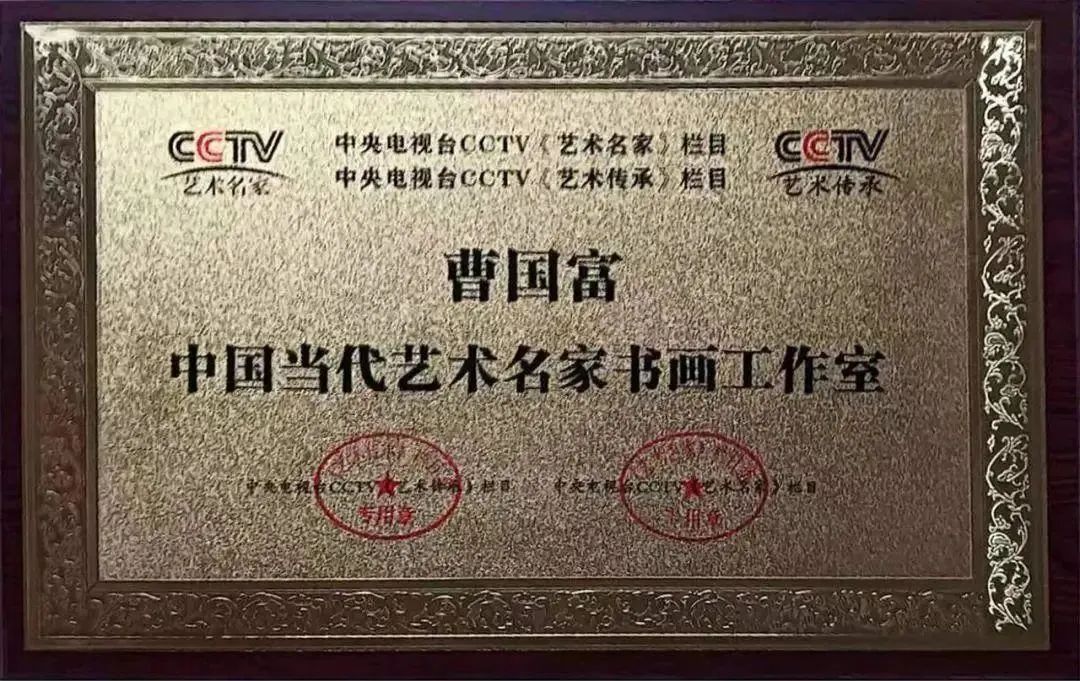 CCTV
艺术名家
中央电视台CCTV《艺术名家》栏目
中央电视台CCTV《艺术传承》栏目
CCTV
艺术传承
曹国富
中国当代艺术名家书画工作室
中央电视台CCTV《艺术传承》栏目
专用章
中央电视台CCTV《艺术名家》栏目
专用章